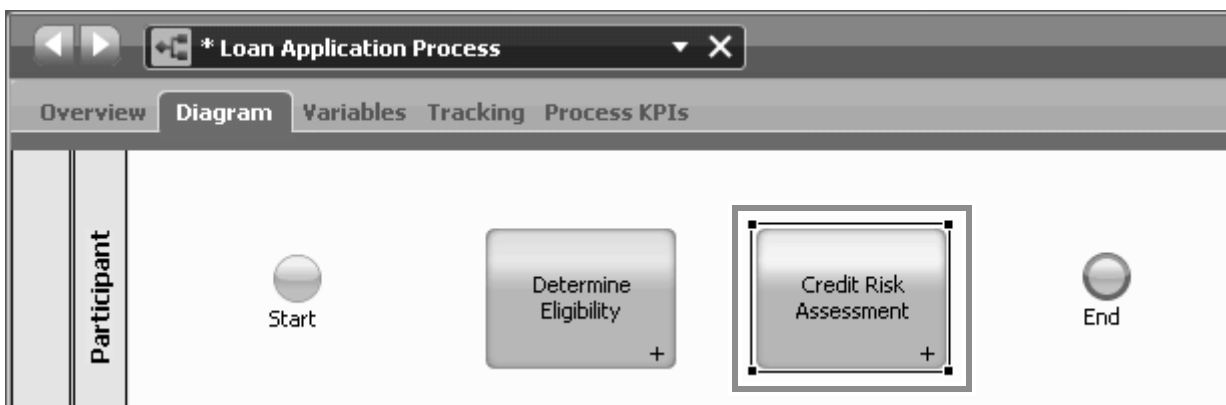 * Loan Application Process
Overview Diagram Variables Tracking Process KPIs
Participant
Start
Determine
Eligibility
+
Credit Risk
Assessment
+
End